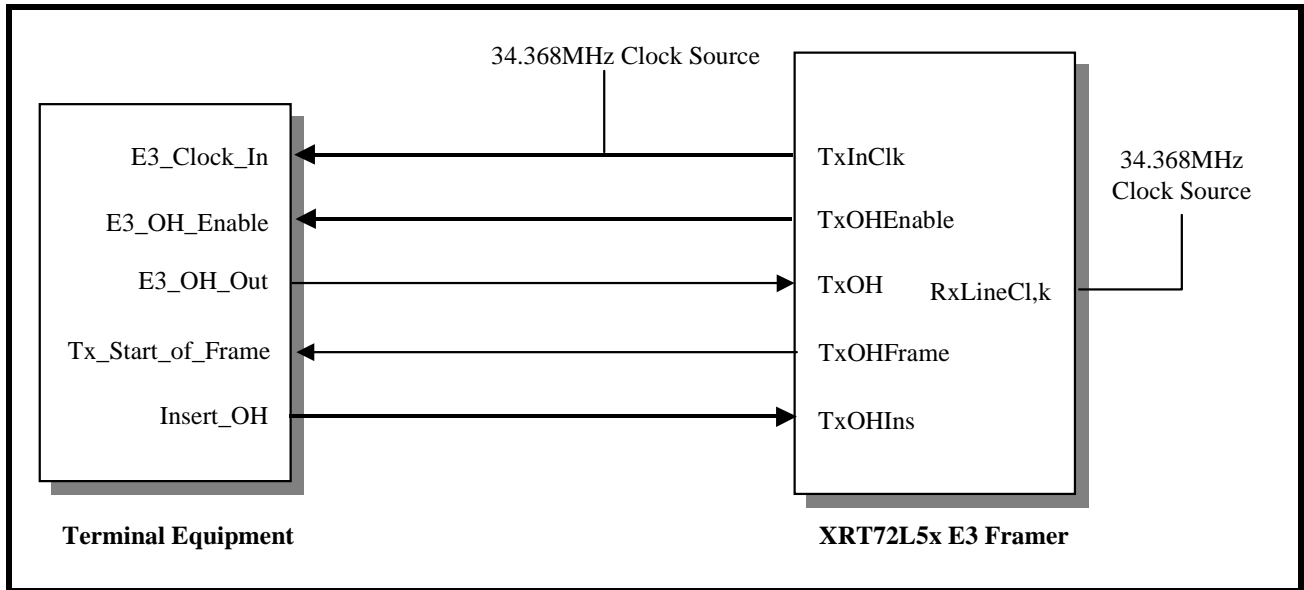 34.368MHz Clock Source
E3_Clock_In
E3_OH_Enable
E3_OH_Out
Tx_Start_of_Frame
Insert_OH
TxInClk
TxOHEnable
TxOH
RxLineCl,k
TxOHFrame
TxOHIns
34.368MHz
Clock Source
Terminal Equipment
XRT72L5x E3 Framer